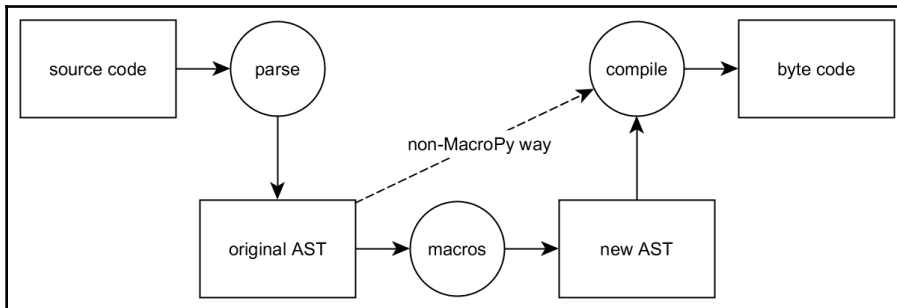 source code
parse
compile
byte code
non-MacroPy way
original AST
macros
new AST